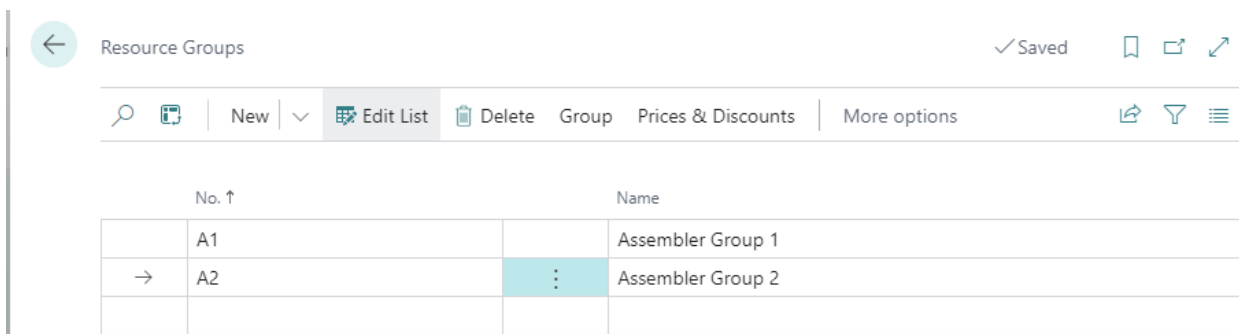 Resource Groups Saved
New Edit List Delete Group Prices & Discounts More options
No. ↑ Name
A1 Assembler Group 1
A2 Assembler Group 2